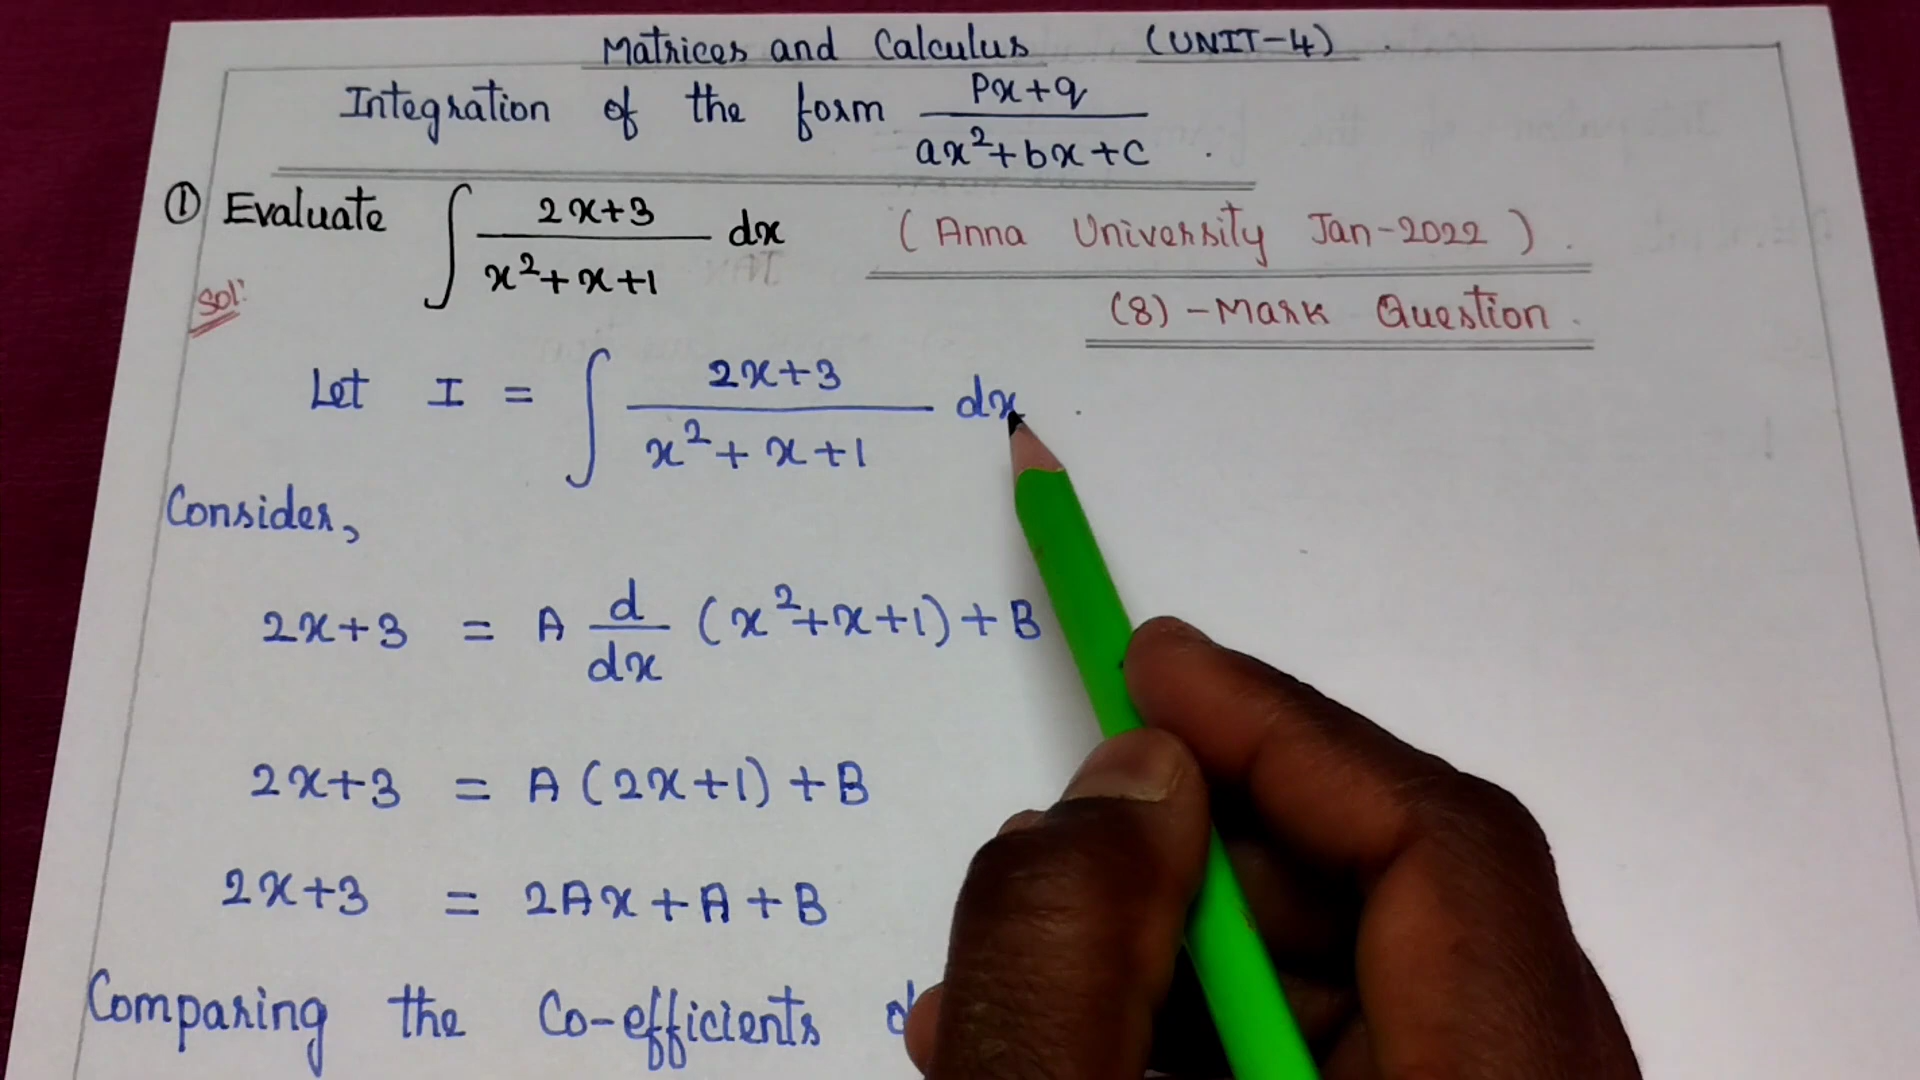 Matrices and Calculus (UNIT-4).
Integration of the form Px+q / ax²+bx+c.
① Evaluate ∫ 2x+3 / x²+x+1 dx (Anna University Jan-2022).
(8)-Mark Question.
Sol:
Let I = ∫ 2x+3 / x²+x+1 dx.
Consider,
2x+3 = A d/dx (x²+x+1)+B
2x+3 = A(2x+1)+B
2x+3 = 2Ax+A+B
Comparing the Co-efficients